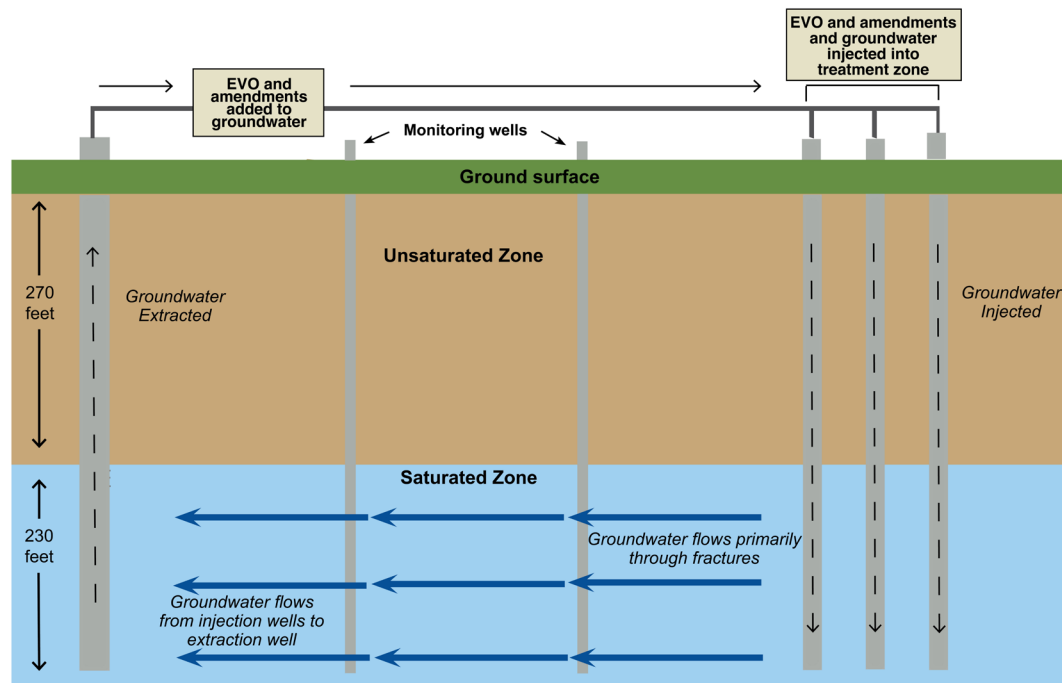 EVO and amendments
and groundwater
injected into
treatment zone
EVO and
amendments
added to
groundwater
Monitoring wells
Ground surface
Unsaturated Zone
270
feet
Groundwater
Extracted
Groundwater
Injected
Saturated Zone
230
feet
Groundwater flows primarily
through fractures
Groundwater flows
from injection wells to
extraction well